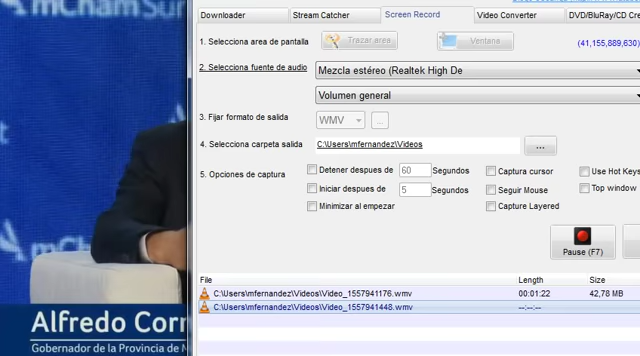 mChamSum
Downloader
Stream Catcher
Screen Record
Video Converter
DVD/BluRay/CD Cre
1. Selecciona area de pantalla
Trazar area
Ventana
(41,155,889,630)
2. Selecciona fuente de audio
Mezcla estéreo (Realtek High De
Volumen general
3. Fijar formato de salida
WMV
...
4. Selecciona carpeta salida
C:\Users\mfernandez\Videos
...
5. Opciones de captura
Detener despues de
60
Segundos
Captura cursor
Use Hot Keys
Iniciar despues de
5
Segundos
Seguir Mouse
Top window
Minimizar al empezar
Capture Layered
Pause (F7)
File
Length
Size
C:\Users\mfernandez\Videos\Video_1557941176.wmv
00:01:22
42,78 MB
C:\Users\mfernandez\Videos\Video_1557941448.wmv
--:--:--
mCham
Alfredo Corn
Gobernador de la Provincia de M